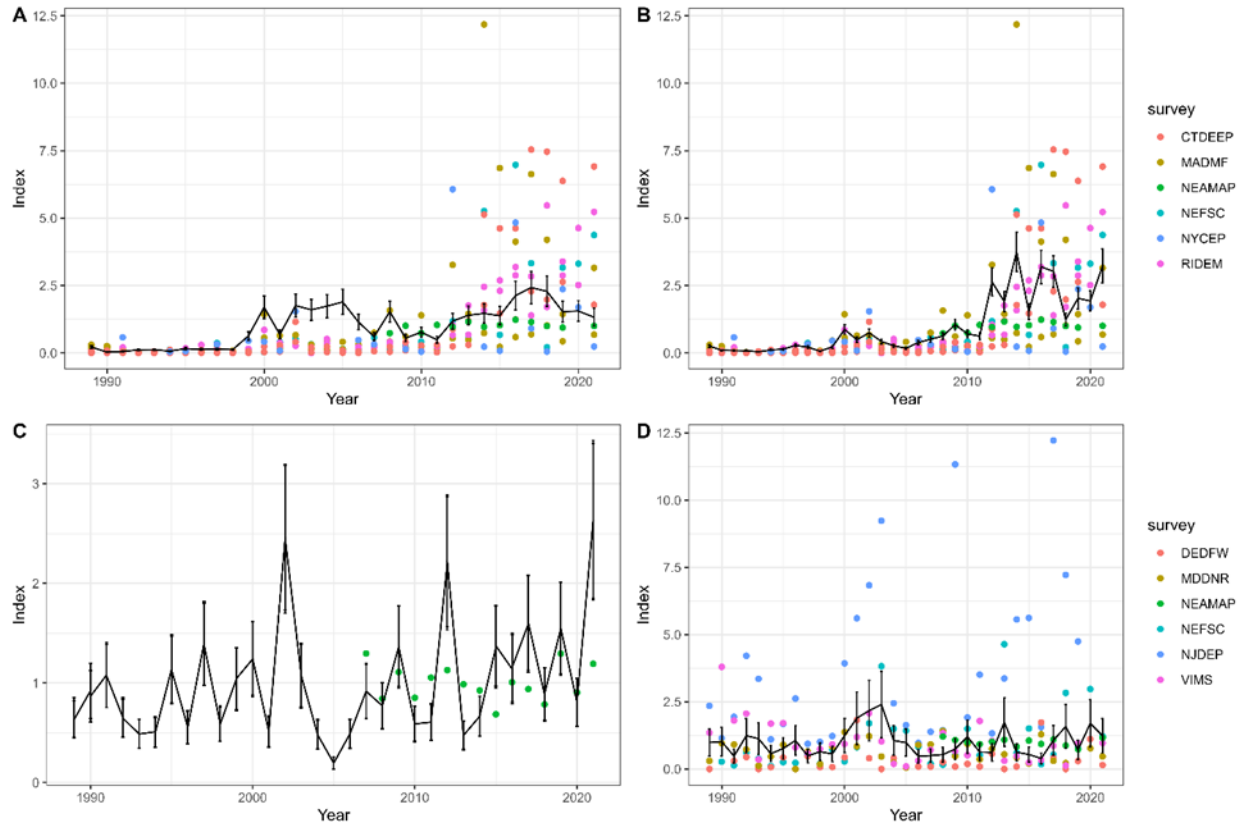 A
12.5
10.0
7.5
5.0
2.5
0.0
Index
1990
2000
2010
2020
Year
B
12.5
10.0
7.5
5.0
2.5
0.0
Index
1990
2000
2010
2020
Year
survey
CTDEEP
MADMF
NEAMAP
NEFSC
NYCEP
RIDEM
C
3
2
1
0
Index
1990
2000
2010
2020
Year
D
12.5
10.0
7.5
5.0
2.5
0.0
Index
1990
2000
2010
2020
Year
survey
DEDFW
MDDNR
NEAMAP
NEFSC
NJDEP
VIMS